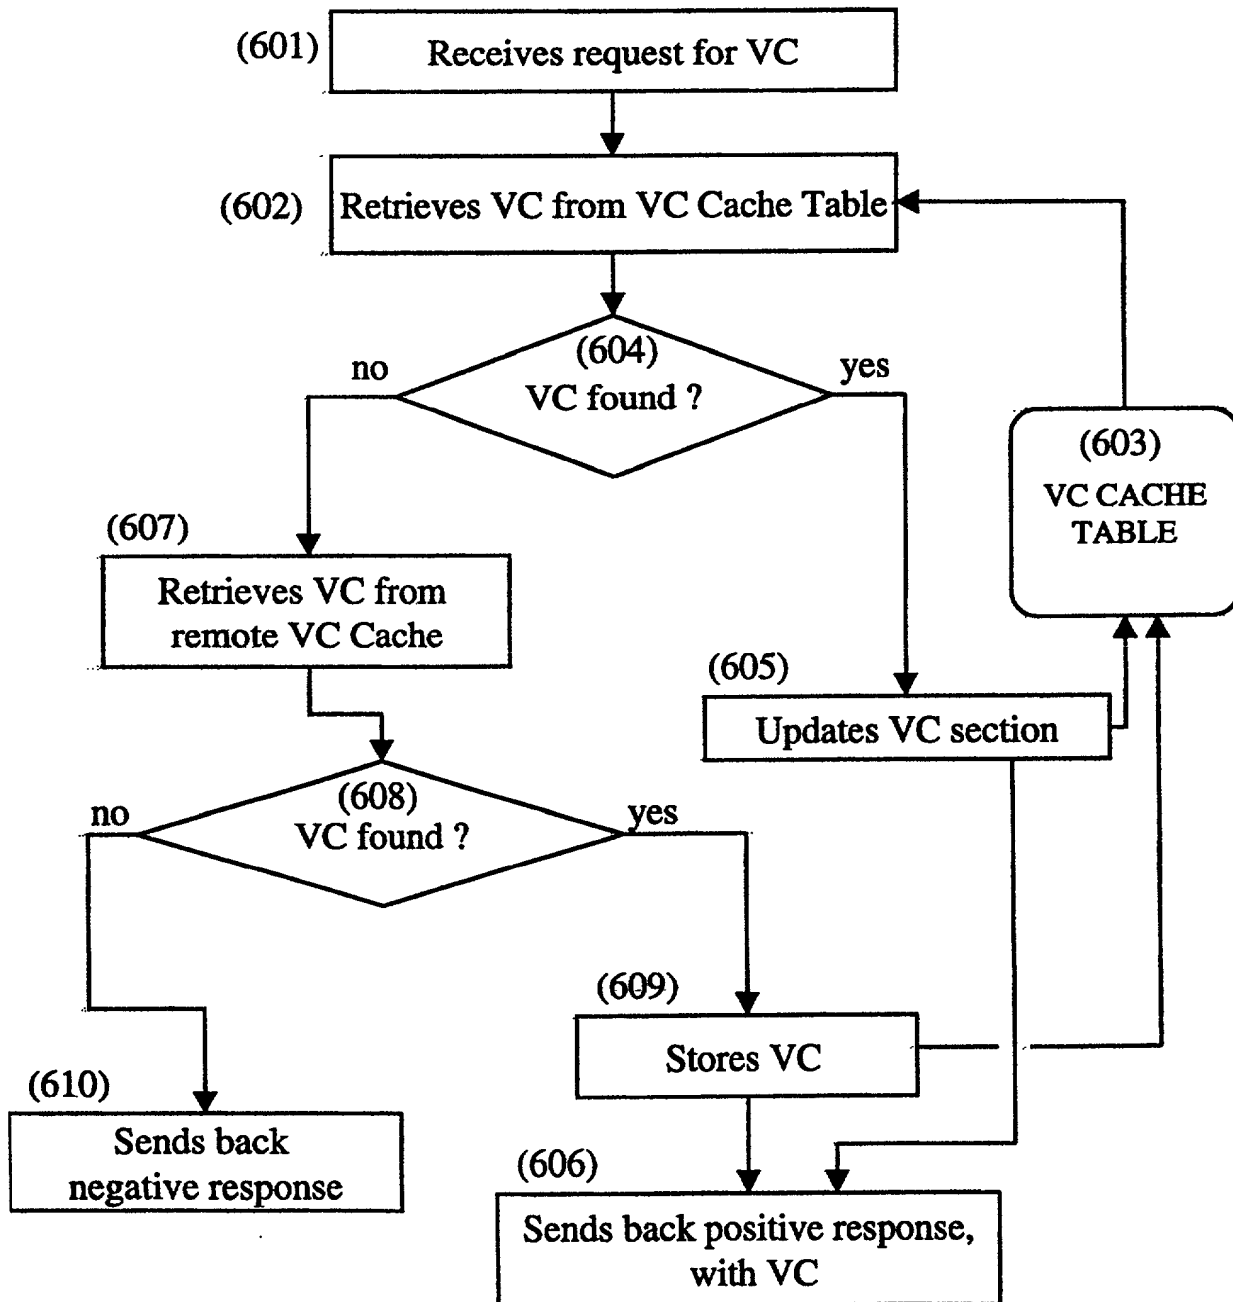 (601)
Receives request for VC
(602)
Retrieves VC from VC Cache Table
(604)
no
yes
VC found ?
(603)
VC CACHE
TABLE
(607)
Retrieves VC from
remote VC Cache
(605)
Updates VC section
(608)
no
yes
VC found ?
(609)
Stores VC
(610)
Sends back
negative response
(606)
Sends back positive response,
with VC